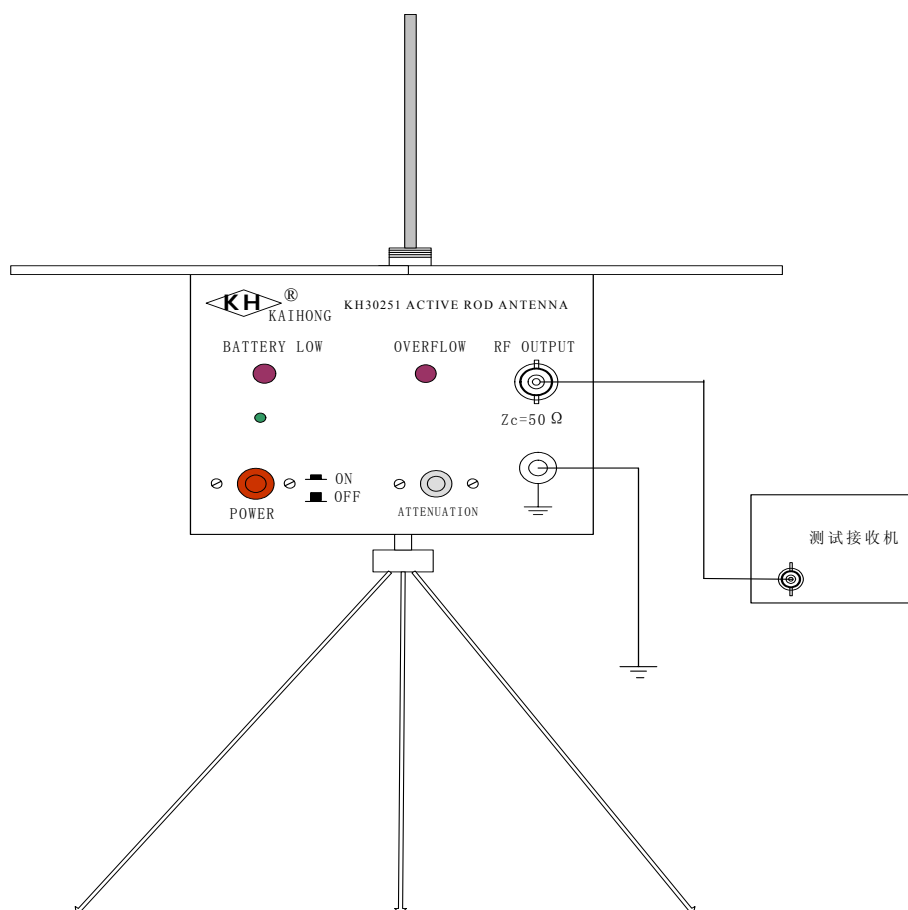 KH ®
KAIHONG
KH30251 ACTIVE ROD ANTENNA
BATTERY LOW
OVERFLOW
RF OUTPUT
Zc=50 Ω
ON
OFF
POWER
ATTENUATION
测试接收机